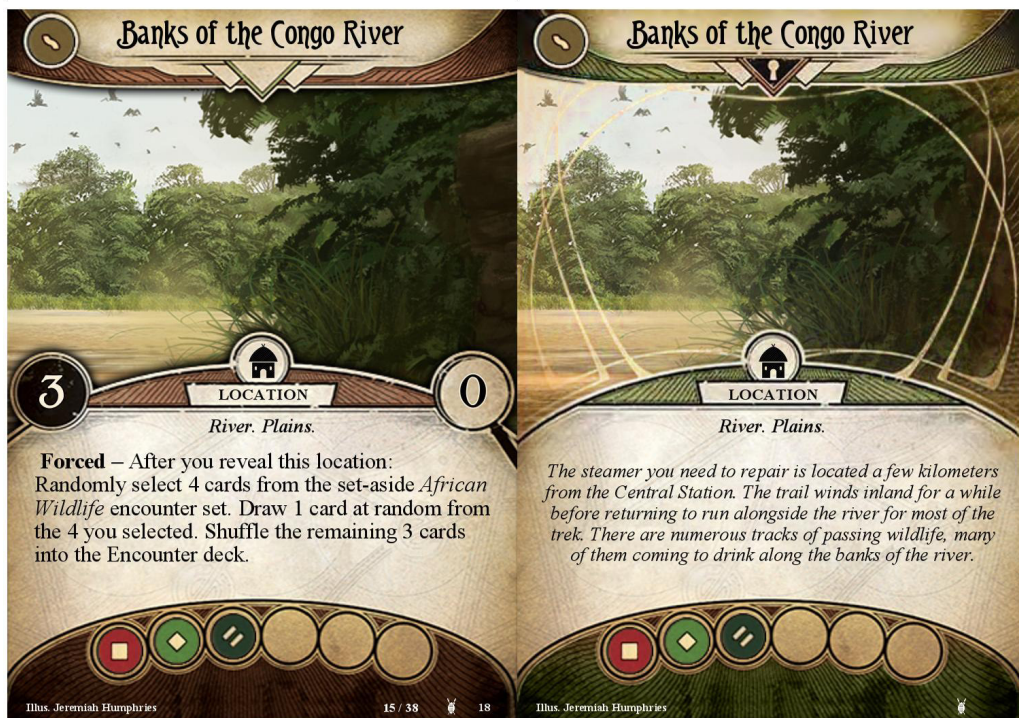 Banks of the Congo River
3
0
LOCATION
River. Plains.
Forced – After you reveal this location:
Randomly select 4 cards from the set-aside African
Wildlife encounter set. Draw 1 card at random from
the 4 you selected. Shuffle the remaining 3 cards
into the Encounter deck.
Illus. Jeremiah Humphries
15 / 38
18
Banks of the Congo River
LOCATION
River. Plains.
The steamer you need to repair is located a few kilometers
from the Central Station. The trail winds inland for a while
before returning to run alongside the river for most of the
trek. There are numerous tracks of passing wildlife, many
of them coming to drink along the banks of the river.
Illus. Jeremiah Humphries